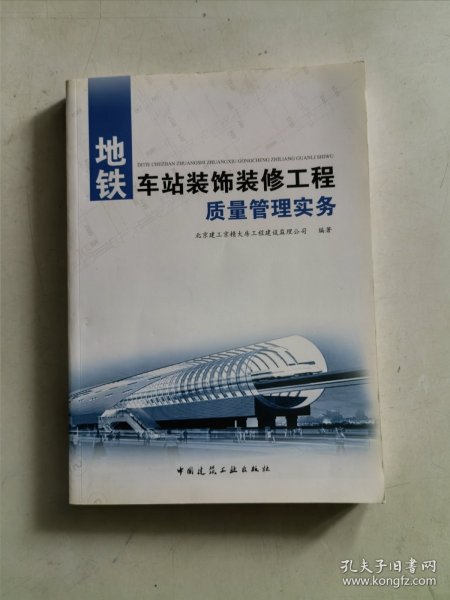 地铁
DITIE CHEZHAN ZHUANGSHI ZHUANGXIU GONGCHENG ZHILIANG GUANLI SHIWU
车站装饰装修工程
质量管理实务
北京建工京精大房工程建设监理公司 编著
中国建筑工业出版社
孔夫子旧书网
www.kongfz.com